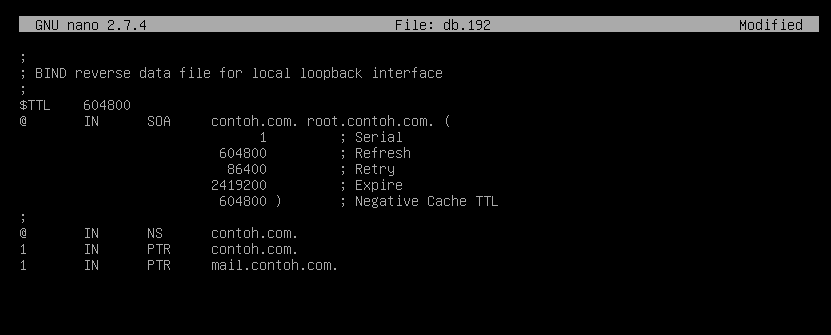 GNU nano 2.7.4 File: db.192 Modified
;
; BIND reverse data file for local loopback interface
;
$TTL 604800
@ IN SOA contoh.com. root.contoh.com. (
1 ; Serial
604800 ; Refresh
86400 ; Retry
2419200 ; Expire
604800 ) ; Negative Cache TTL
;
@ IN NS contoh.com.
1 IN PTR contoh.com.
1 IN PTR mail.contoh.com.